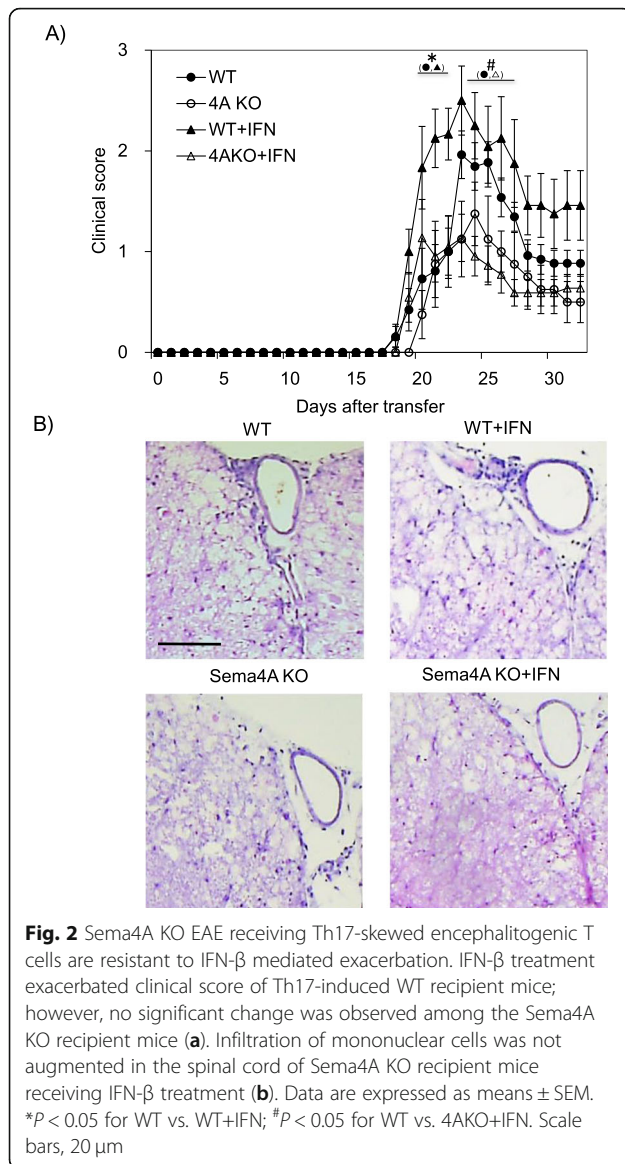 A)
3
2
1
0
Clinical score
WT
4A KO
WT+IFN
4AKO+IFN
*
(●,▲)
#
(●,△)
0 5 10 15 20 25 30
Days after transfer
B)
WT WT+IFN
Sema4A KO Sema4A KO+IFN
Fig. 2 Sema4A KO EAE receiving Th17-skewed encephalitogenic T
cells are resistant to IFN-β mediated exacerbation. IFN-β treatment
exacerbated clinical score of Th17-induced WT recipient mice;
however, no significant change was observed among the Sema4A
KO recipient mice (a). Infiltration of mononuclear cells was not
augmented in the spinal cord of Sema4A KO recipient mice
receiving IFN-β treatment (b). Data are expressed as means ± SEM.
*P < 0.05 for WT vs. WT+IFN; #P < 0.05 for WT vs. 4AKO+IFN. Scale
bars, 20 μm